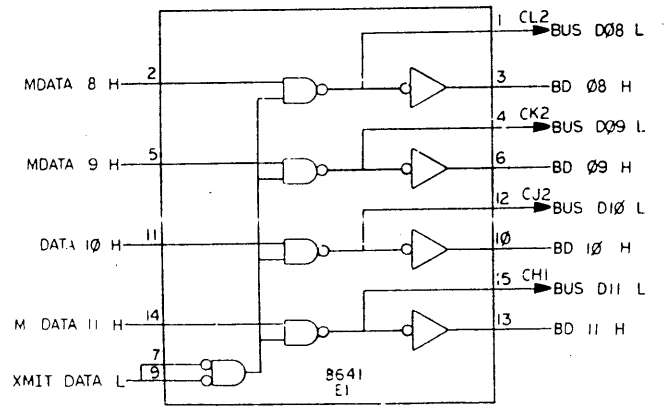 1 CL2
BUS DØ8 L
MDATA 8 H 2
3 BD Ø8 H
4 CK2
BUS DØ9 L
MDATA 9 H 5
6 BD Ø9 H
12 CJ2
BUS D1Ø L
DATA 1Ø H 11
1Ø BD 1Ø H
15 CH1
BUS D11 L
M DATA 11 H 14
13 BD 11 H
7
XMIT DATA L 9
8641
E1